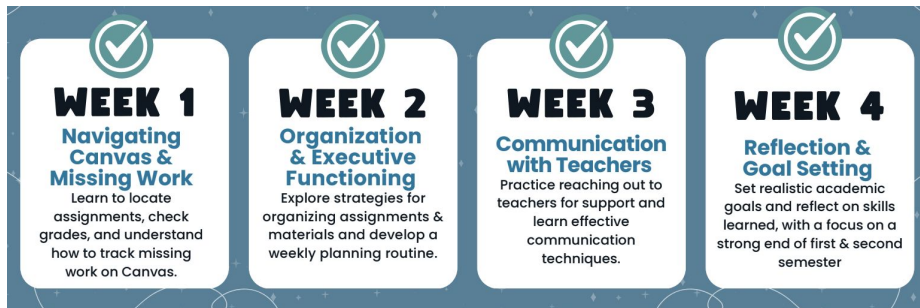 WEEK 1
Navigating
Canvas &
Missing Work
Learn to locate
assignments, check
grades, and understand
how to track missing
work on Canvas.
WEEK 2
Organization
& Executive
Functioning
Explore strategies for
organizing assignments &
materials and develop a
weekly planning routine.
WEEK 3
Communication
with Teachers
Practice reaching out to
teachers for support and
learn effective
communication
techniques.
WEEK 4
Reflection &
Goal Setting
Set realistic academic
goals and reflect on skills
learned, with a focus on a
strong end of first & second
semester